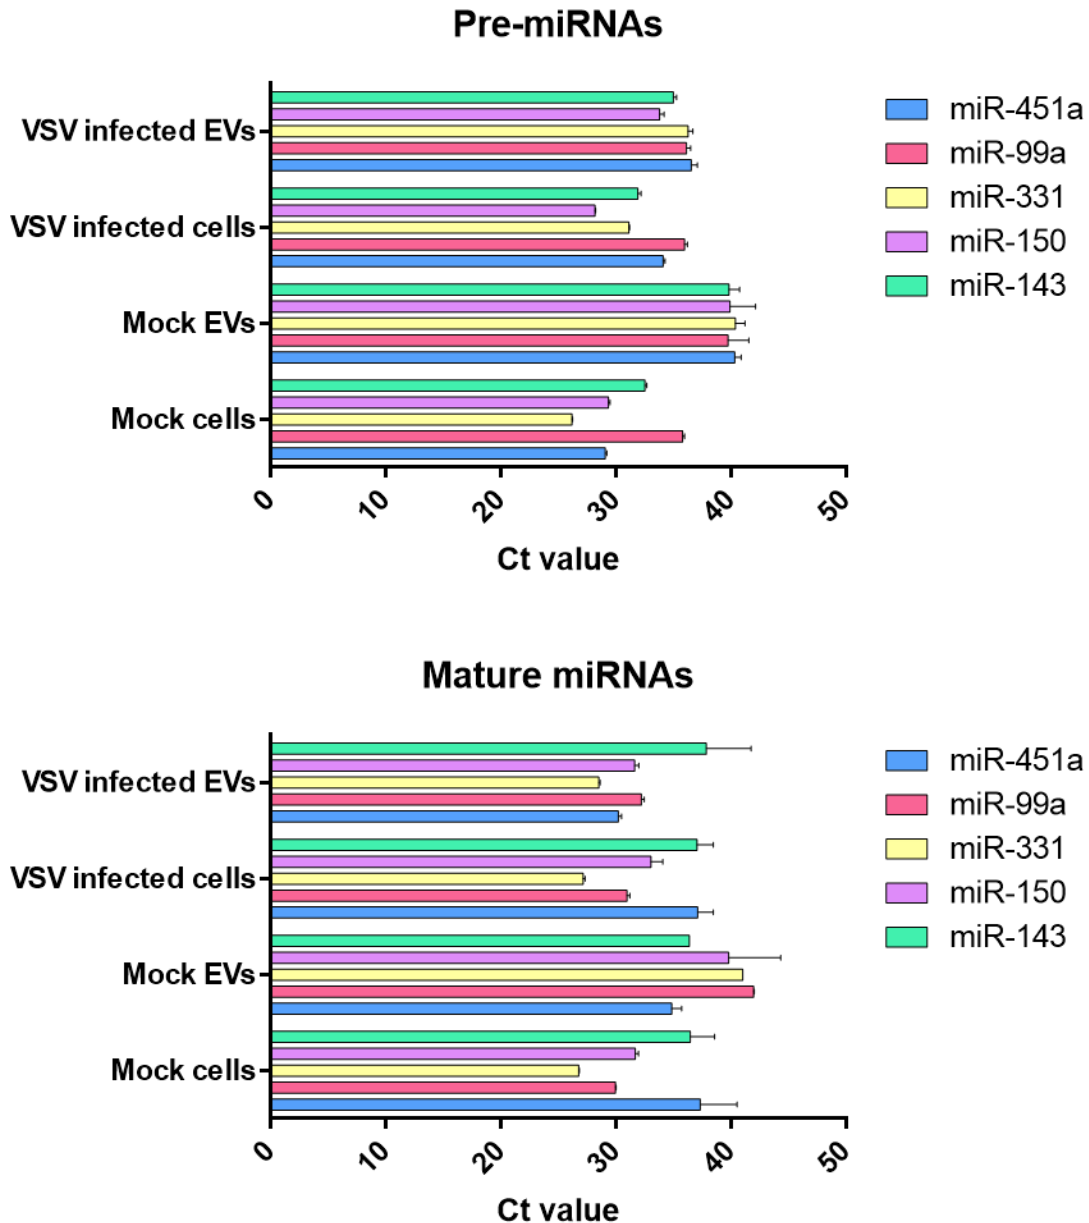 Pre-miRNAs
VSV infected EVs
VSV infected cells
Mock EVs
Mock cells
0 10 20 30 40 50
Ct value
miR-451a
miR-99a
miR-331
miR-150
miR-143
Mature miRNAs
VSV infected EVs
VSV infected cells
Mock EVs
Mock cells
0 10 20 30 40 50
Ct value
miR-451a
miR-99a
miR-331
miR-150
miR-143